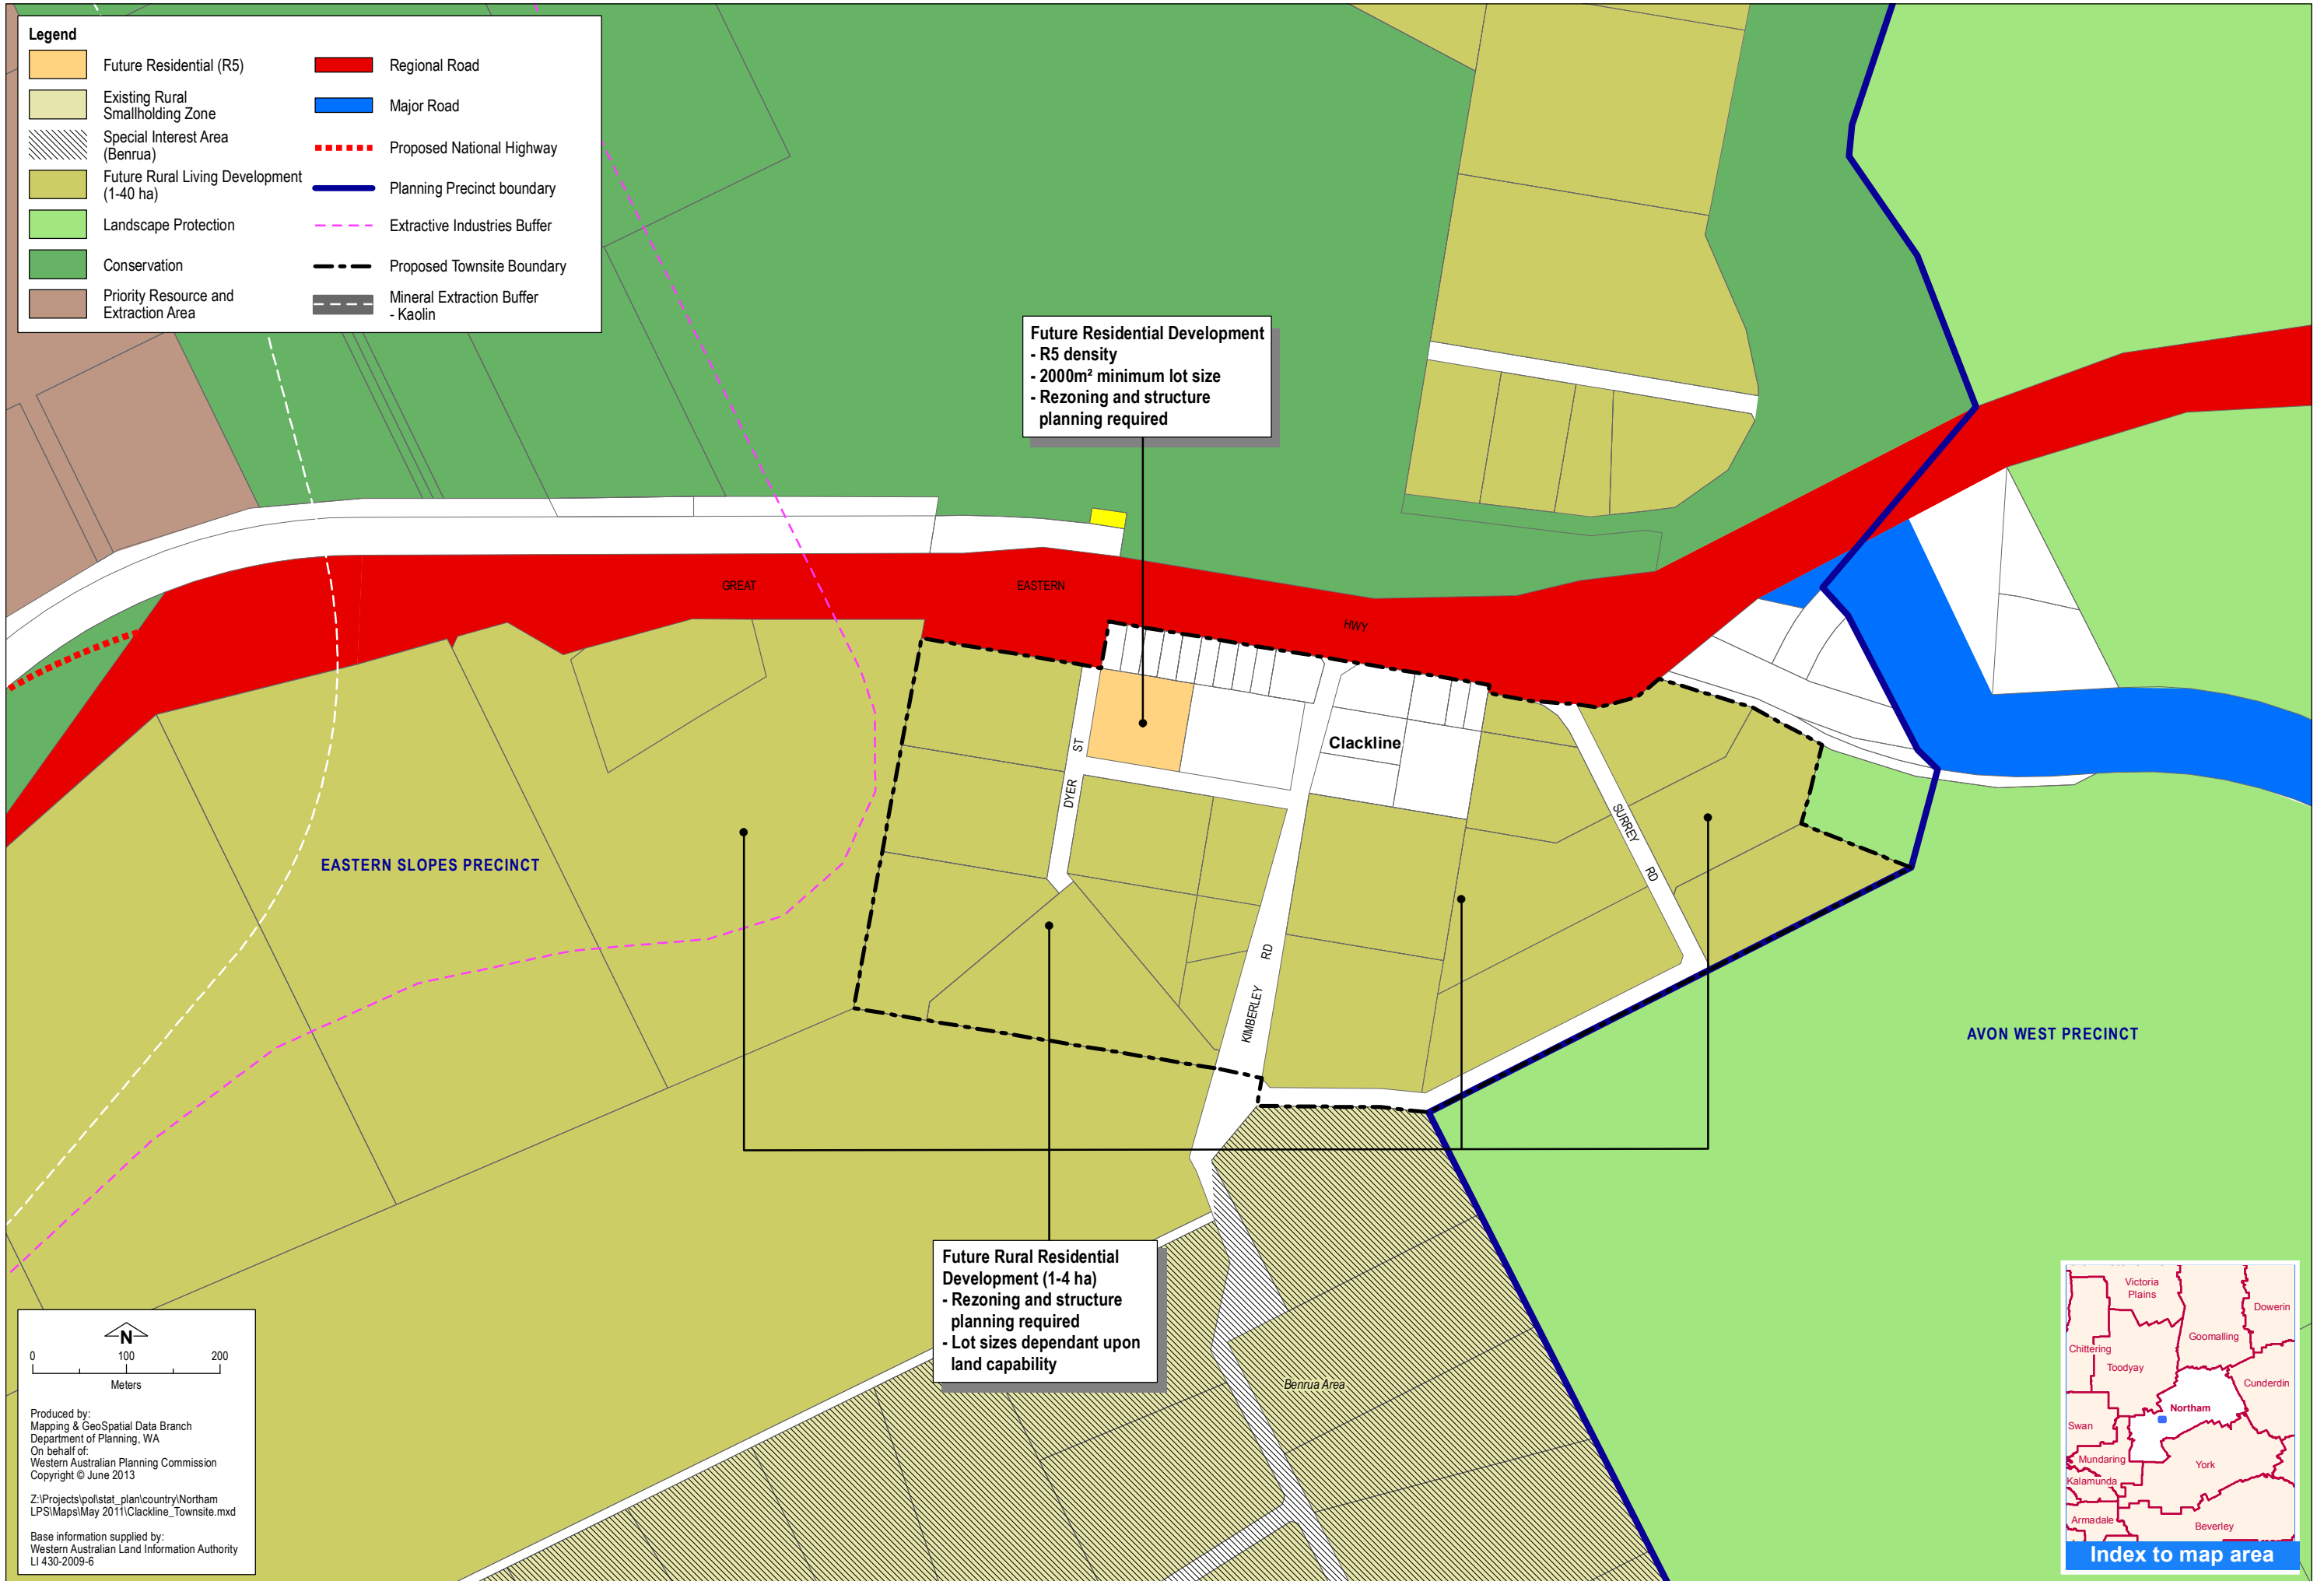 Legend
Future Residential (R5)
Existing Rural
Smallholding Zone
Special Interest Area
(Benrua)
Future Rural Living Development
(1-40 ha)
Landscape Protection
Conservation
Priority Resource and
Extraction Area
Regional Road
Major Road
Proposed National Highway
Planning Precinct boundary
Extractive Industries Buffer
Proposed Townsite Boundary
Mineral Extraction Buffer
- Kaolin
Future Residential Development
- R5 density
- 2000m² minimum lot size
- Rezoning and structure
planning required
GREAT
EASTERN
HWY
Clackline
DYER
ST
SURREY
RD
KIMBERLEY
RD
EASTERN SLOPES PRECINCT
AVON WEST PRECINCT
Future Rural Residential
Development (1-4 ha)
- Rezoning and structure
planning required
- Lot sizes dependant upon
land capability
Benrua Area
N
0 100 200
Meters
Produced by:
Mapping & GeoSpatial Data Branch
Department of Planning, WA
On behalf of:
Western Australian Planning Commission
Copyright © June 2013
Z:\Projects\pol\stat_plan\country\Northam
LPS\Maps\May 2011\Clackline_Townsite.mxd
Base information supplied by:
Western Australian Land Information Authority
LI 430-2009-6
Victoria
Plains
Dowerin
Goomalling
Chittering
Toodyay
Cunderdin
Northam
Swan
Mundaring
York
Kalamunda
Armadale
Beverley
Index to map area